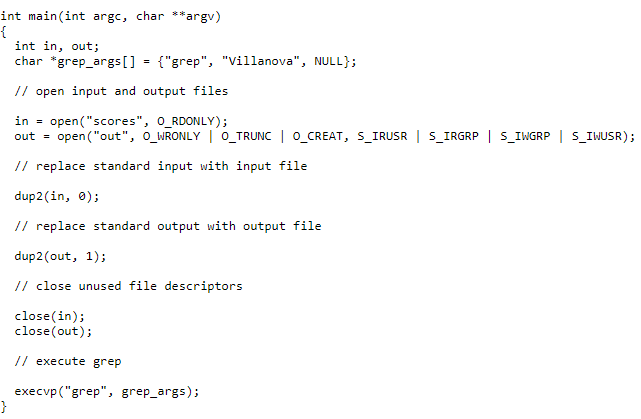 int main(int argc, char **argv)
{
  int in, out;
  char *grep_args[] = {"grep", "Villanova", NULL};

  // open input and output files

  in = open("scores", O_RDONLY);
  out = open("out", O_WRONLY | O_TRUNC | O_CREAT, S_IRUSR | S_IRGRP | S_IWGRP | S_IWUSR);

  // replace standard input with input file

  dup2(in, 0);

  // replace standard output with output file

  dup2(out, 1);

  // close unused file descriptors

  close(in);
  close(out);

  // execute grep

  execvp("grep", grep_args);
}